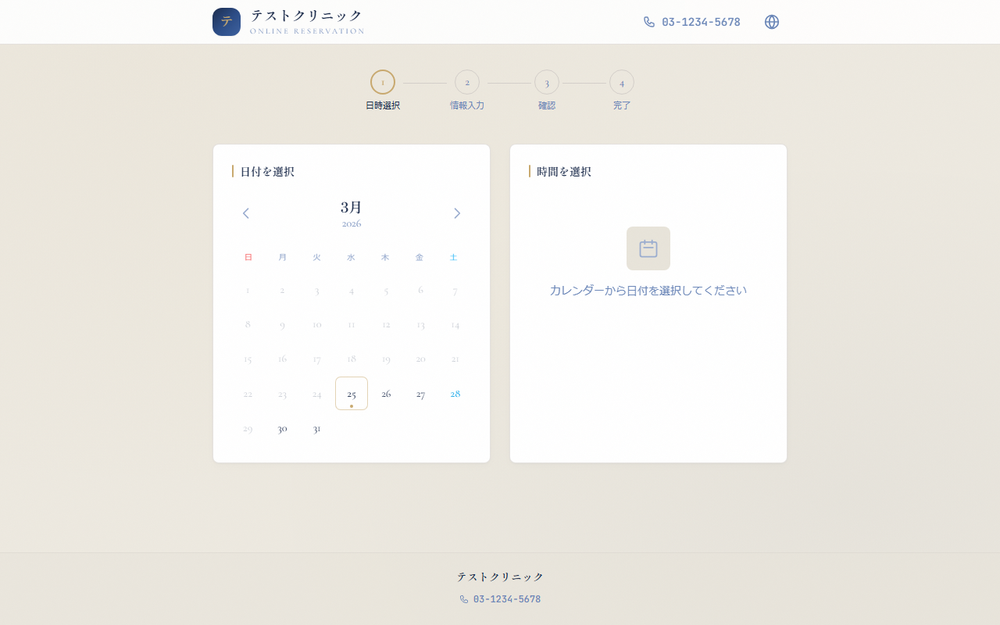 テ
テストクリニック
ONLINE RESERVATION
03-1234-5678
1 2 3 4
日時選択 情報入力 確認 完了
日付を選択
3月
2026
日 月 火 水 木 金 土
1 2 3 4 5 6 7
8 9 10 11 12 13 14
15 16 17 18 19 20 21
22 23 24 25 26 27 28
29 30 31
時間を選択
カレンダーから日付を選択してください
テストクリニック
03-1234-5678